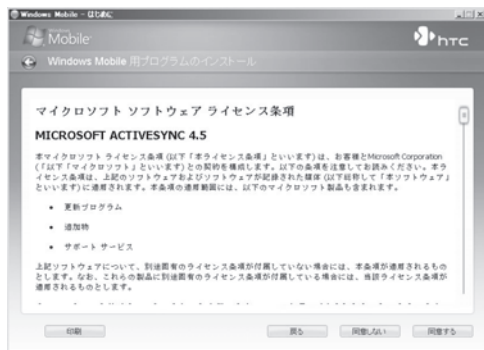 Windows Mobile - はじめに
Windows
Mobile
htc
Windows Mobile 用プログラムのインストール
マイクロソフト ソフトウェア ライセンス条項
MICROSOFT ACTIVESYNC 4.5
本マイクロソフト ライセンス条項 (以下「本ライセンス条項」といいます) は、お客様とMicrosoft Corporation
(「以下「マイクロソフト」といいます) との契約を構成します。以下の条項を注意してお読みください。本ラ
イセンス条項は、上記のソフトウェアおよびソフトウェアが記録された媒体 (以下総称して「本ソフトウェア」
といいます) に適用されます。本条項の適用範囲には、以下のマイクロソフト製品も含まれます。
• 更新プログラム
• 追加物
• サポート サービス
上記ソフトウェアについて、別途固有のライセンス条項が付属していない場合には、本条項が適用されるもの
とします。なお、これらの製品に別途固有のライセンス条項が付属している場合には、当該ライセンス条項が
適用されるものとします。
印刷
戻る
同意しない
同意する